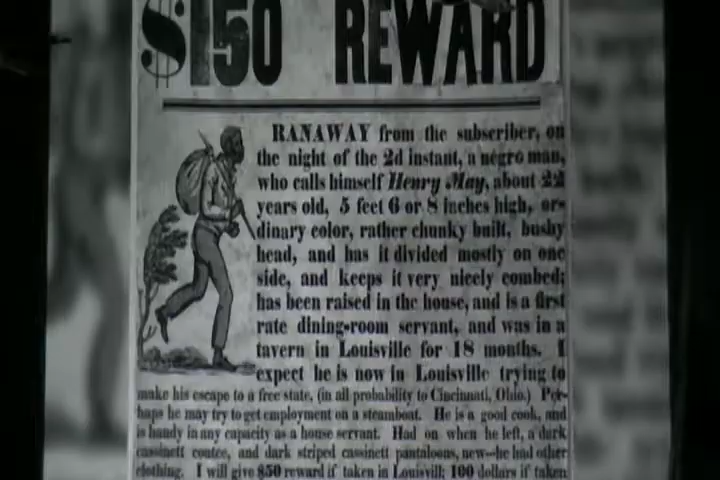 $150 REWARD
RANAWAY from the subscriber, on
the night of the 2d instant, a negro man,
who calls himself Henry May, about 22
years old, 5 feet 6 or 8 inches high, or-
dinary color, rather chunky built, bushy
head, and has it divided mostly on one
side, and keeps it very nicely combed;
has been raised in the house, and is a first
rate dining-room servant, and was in a
tavern in Louisville for 18 months. I
expect he is now in Louisville trying to
make his escape to a free state, (in all probability to Cincinnati, Ohio.) Per-
haps he may try to get employment on a steamboat. He is a good cook, and
is handy in any capacity as a house servant. Had on when he left, a dark
cassinett coatee, and dark striped cassinett pantaloons, new—he had other
clothing. I will give $50 reward if taken in Louisvill; 100 dollars if taken